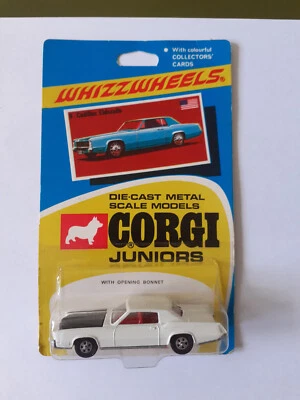 ● With colourful
COLLECTORS'
CARDS
WHIZZWHEELS®
Cadillac Eldorado
DIE-CAST METAL
SCALE MODELS
CORGI
®
JUNIORS
WITH OPENING BONNET